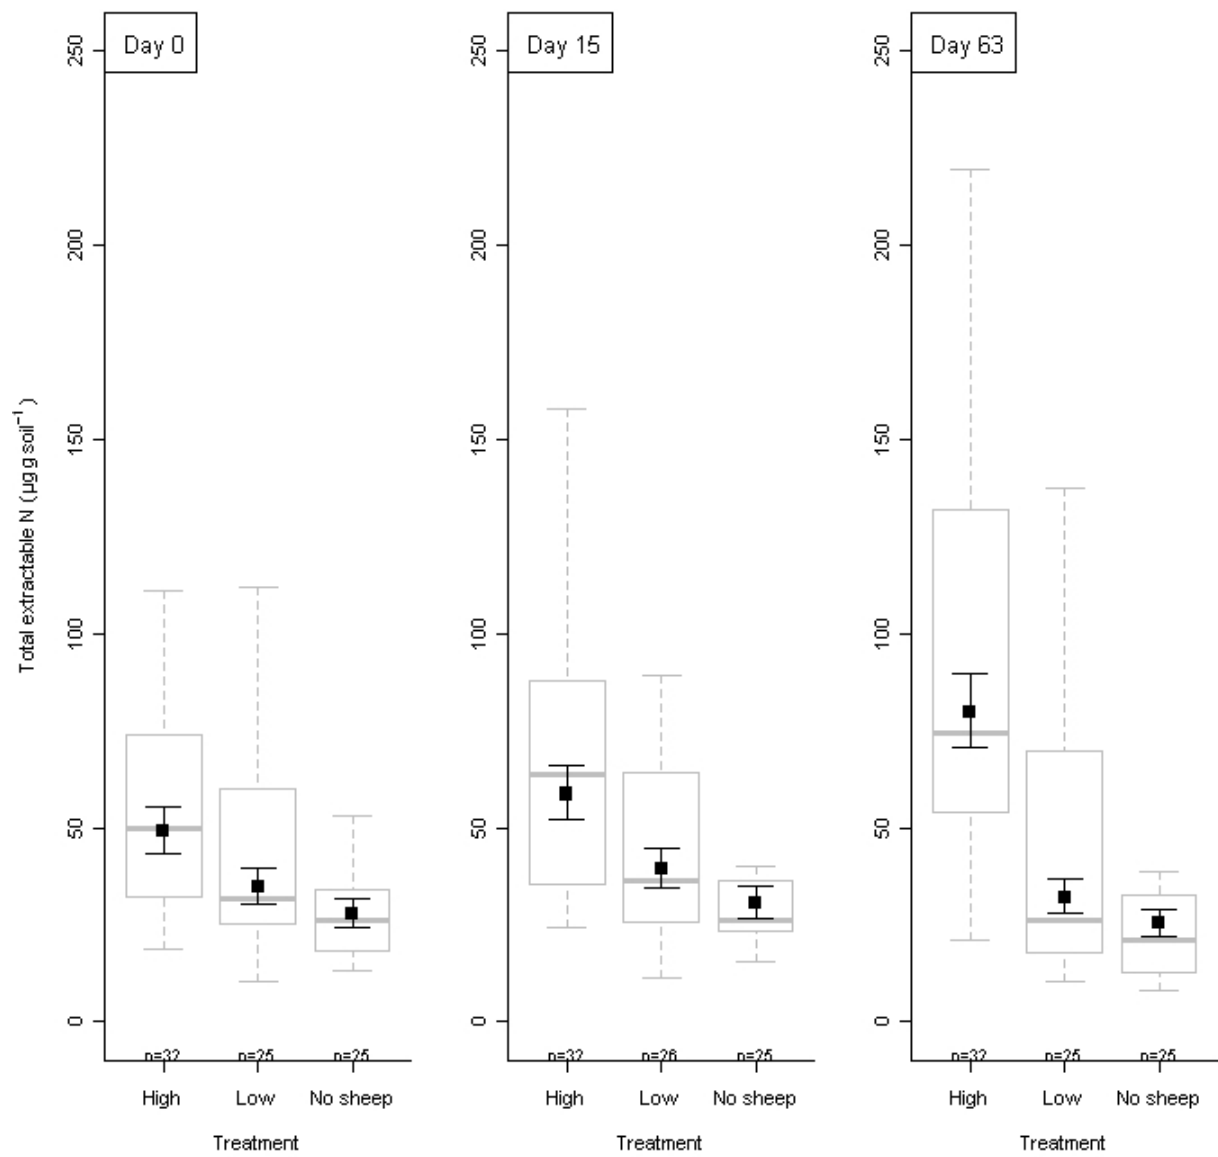 Day 0
Day 15
Day 63
Total extractable N (µg g soil⁻¹)
250
200
150
100
50
0
250
200
150
100
50
0
250
200
150
100
50
0
n=32
n=25
n=25
n=32
n=26
n=25
n=32
n=25
n=25
High
Low
No sheep
High
Low
No sheep
High
Low
No sheep
Treatment
Treatment
Treatment